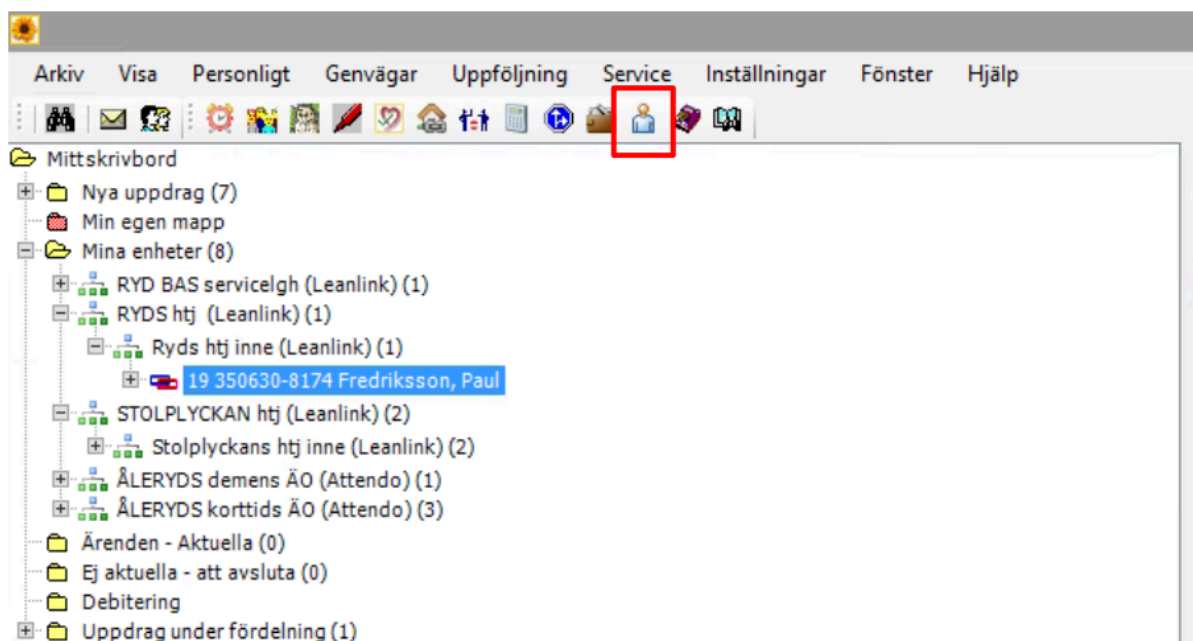 Arkiv Visa Personligt Genvägar Uppföljning Service Inställningar Fönster Hjälp
Mittskrivbord
Nya uppdrag (7)
Min egen mapp
Mina enheter (8)
RYD BAS servicelgh (Leanlink) (1)
RYDS htj (Leanlink) (1)
Ryds htj inne (Leanlink) (1)
19 350630-8174 Fredriksson, Paul
STOLPLYCKAN htj (Leanlink) (2)
Stolplyckans htj inne (Leanlink) (2)
ÅLERYDS demens ÄO (Attendo) (1)
ÅLERYDS korttids ÄO (Attendo) (3)
Ärenden - Aktuella (0)
Ej aktuella - att avsluta (0)
Debitering
Uppdrag under fördelning (1)